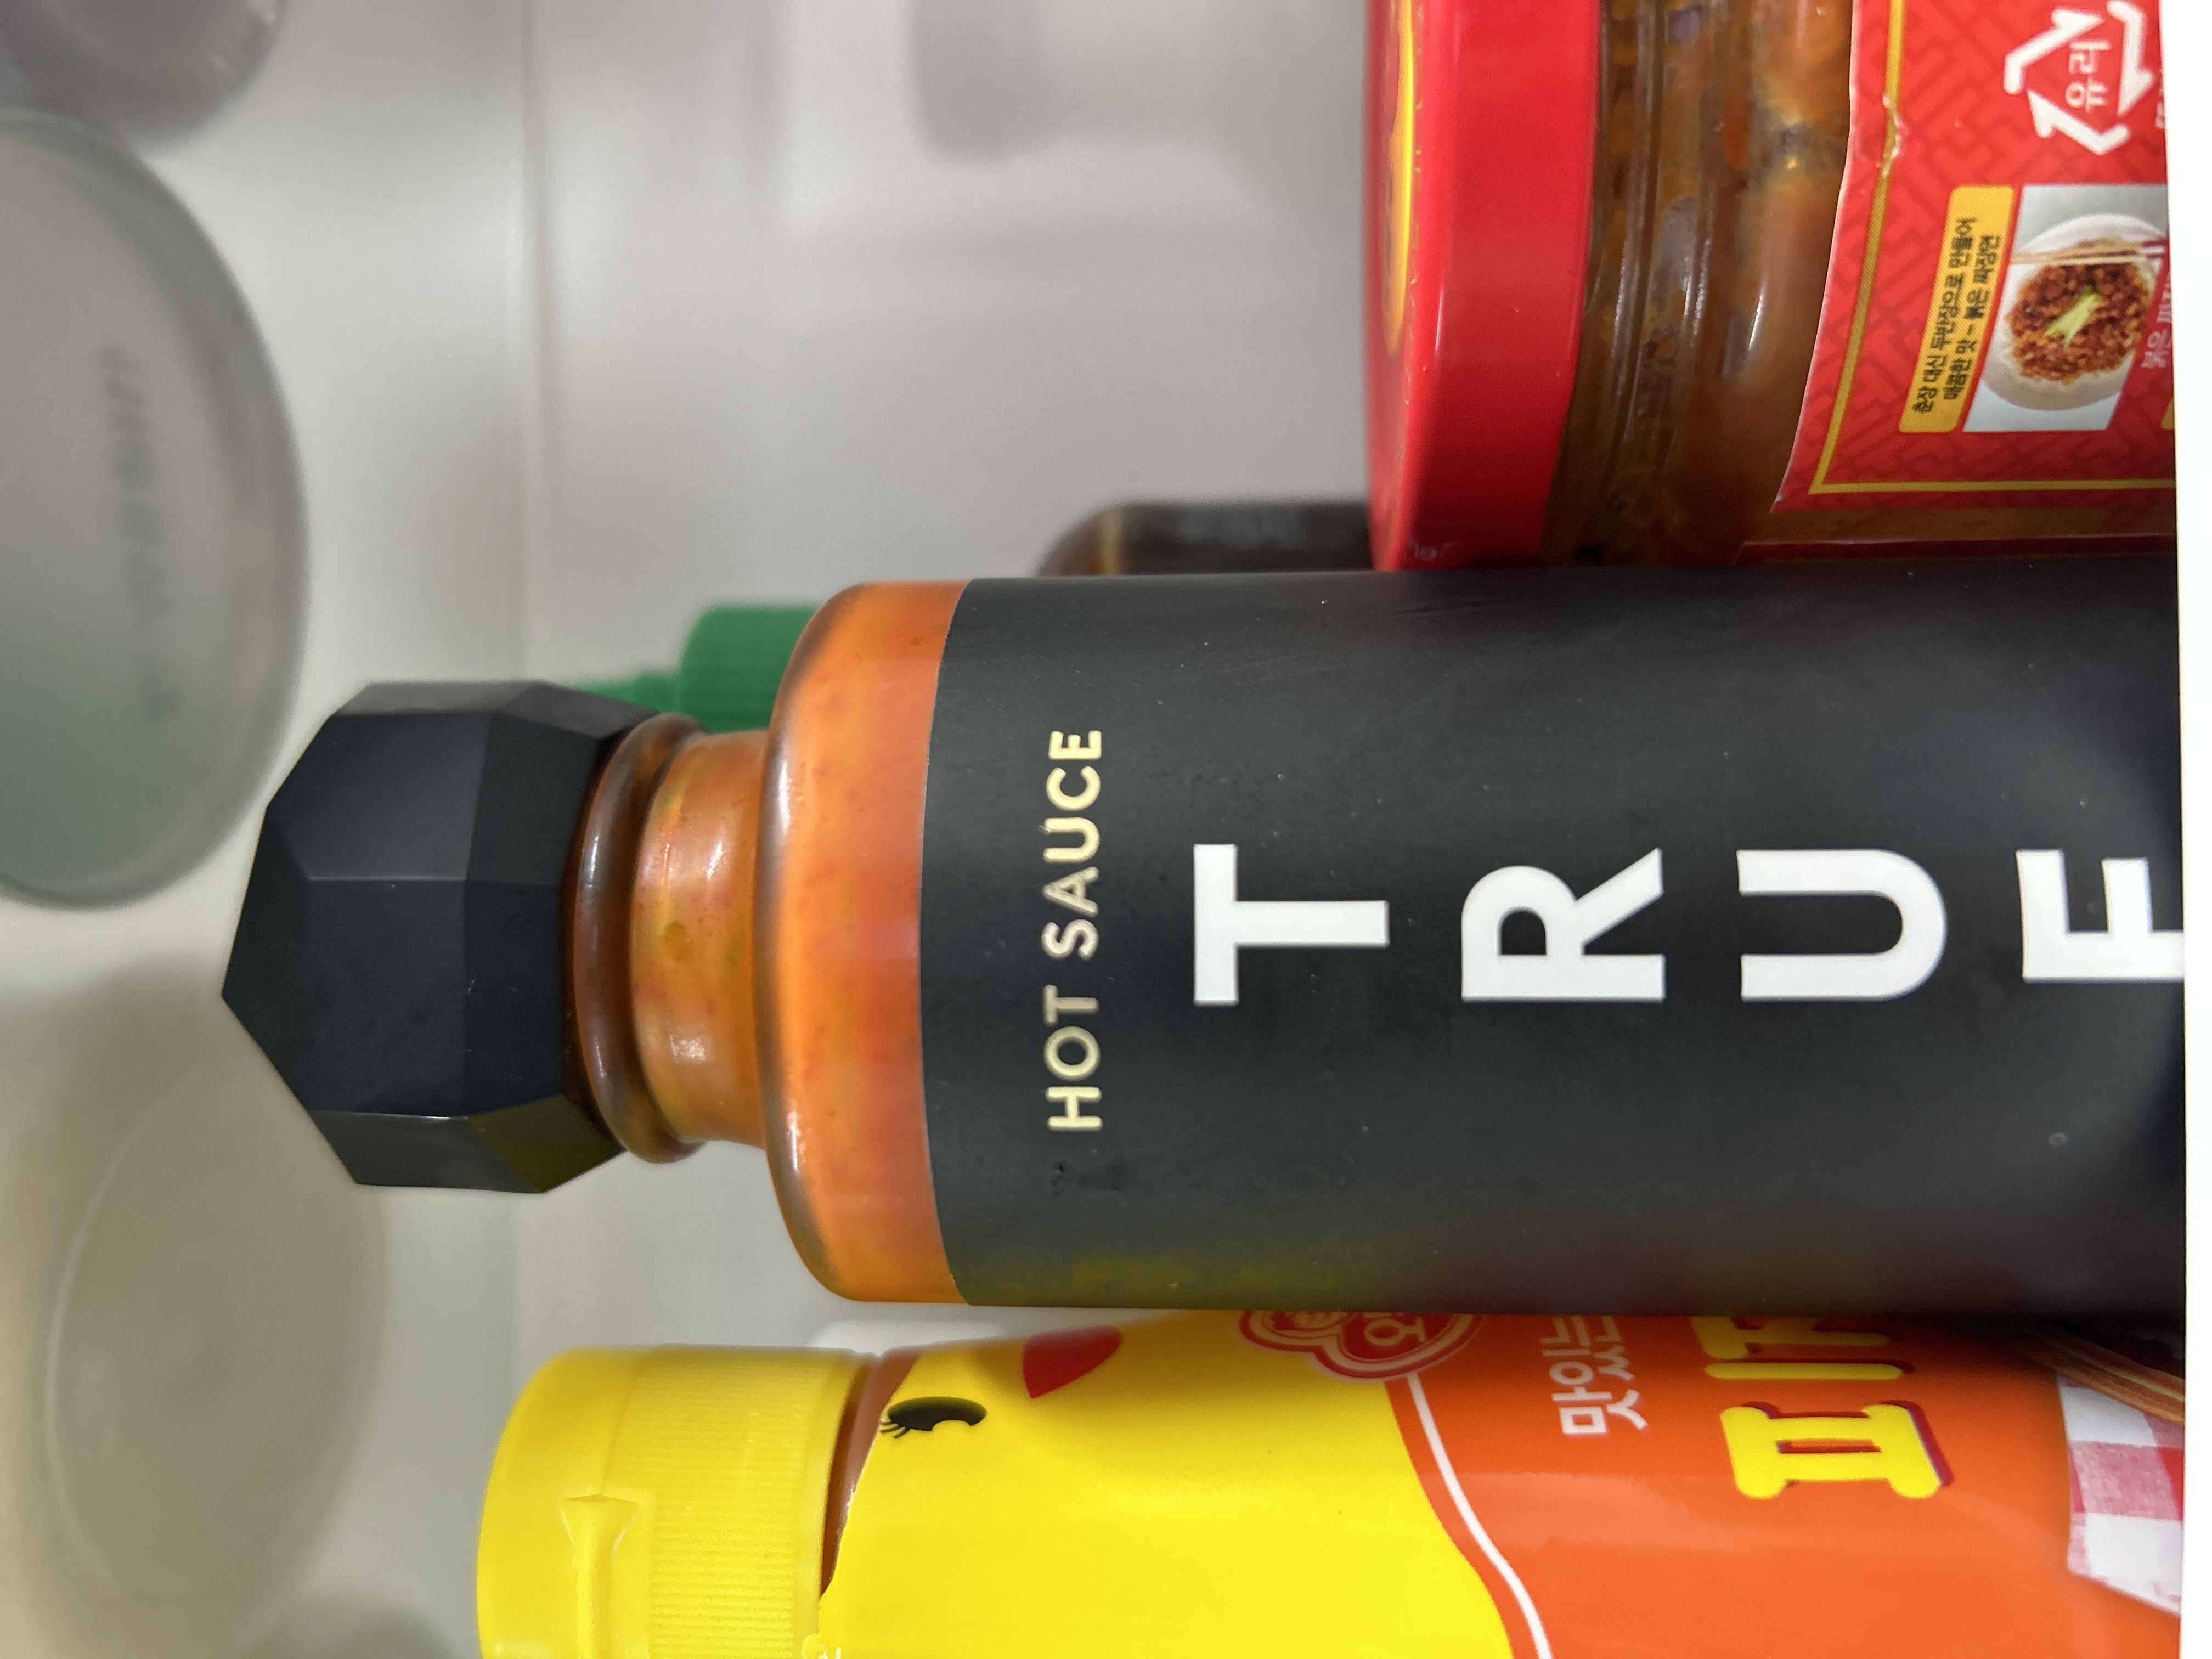 HOT SAUCE
TRUF
맛있는
유리
춘장 대신 두반장으로 만들어
매콤한 맛 - 붉은 짜장면